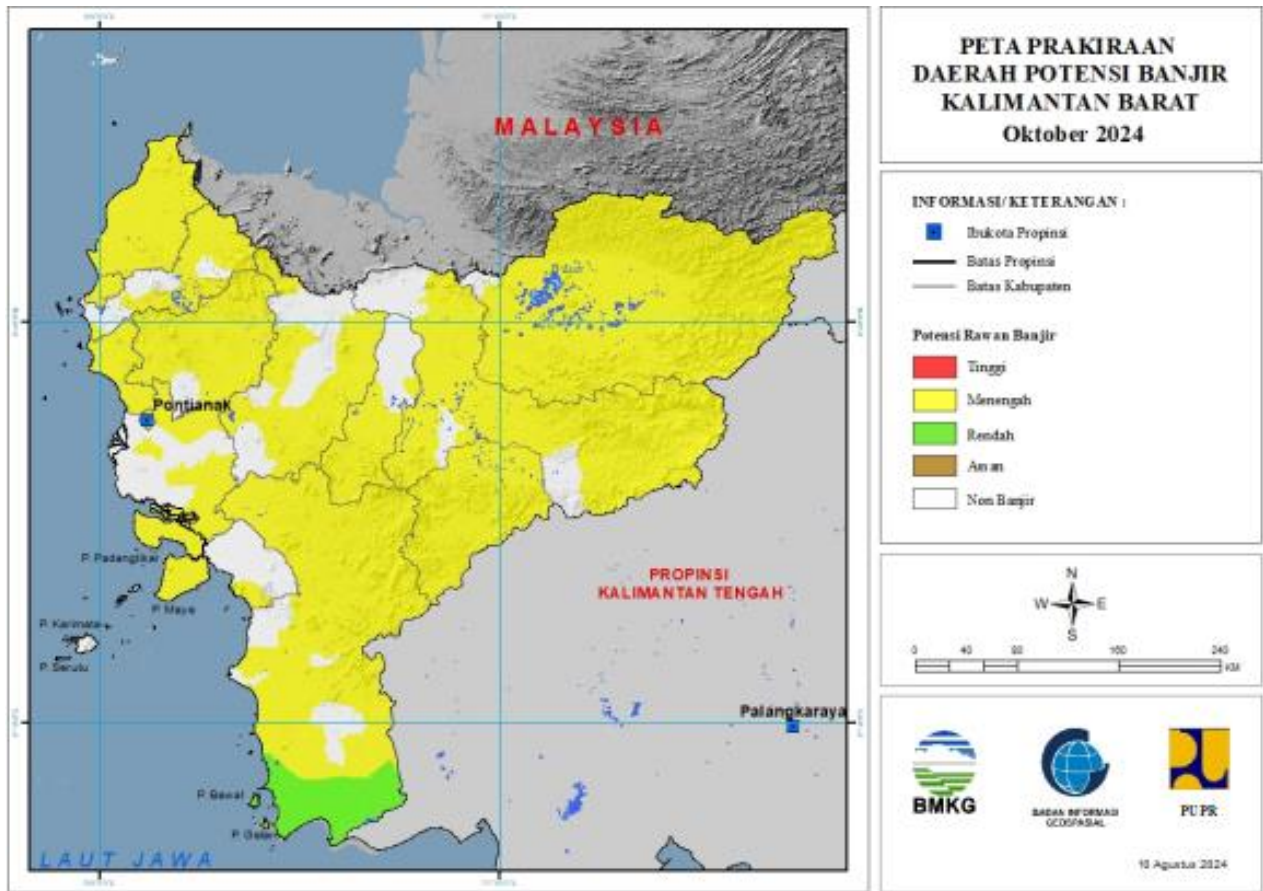 PETA PRAKIRAAN
DAERAH POTENSI BANJIR
KALIMANTAN BARAT
Oktober 2024
MALAYSIA
Pontianak
P. Padangtikar
P. Maya
P. Karimata
P. Serutu
PROPINSI
KALIMANTAN TENGAH
Palangkaraya
P. Bawal
LAUT JAWA
INFORMASI/KETERANGAN :
Ibukota Propinsi
Batas Propinsi
Batas Kabupaten
Potensi Rawan Banjir
Tinggi
Menengah
Rendah
Aman
Non Banjir
N
W E
S
0 40 80 160 240
KM
BMKG
BADAN INFORMASI
GEOSPASIAL
PUPR
10 Agustus 2024